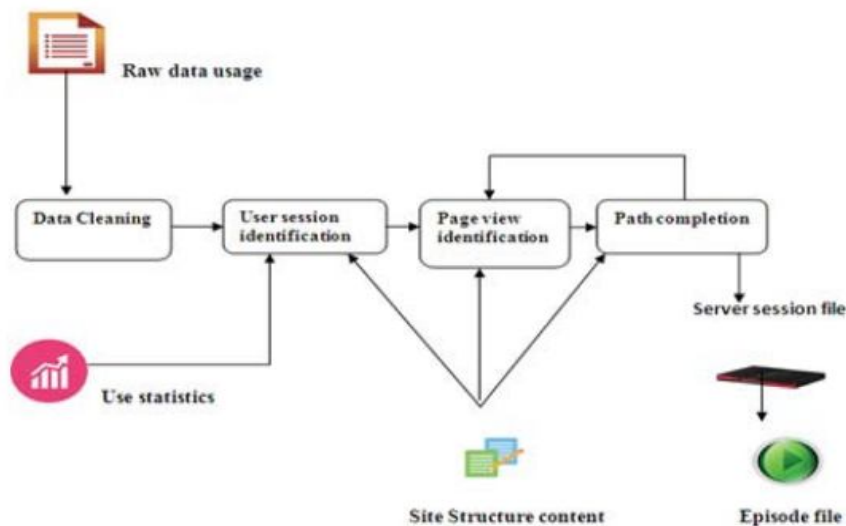 Raw data usage
Data Cleaning
User session
identification
Page view
identification
Path completion
Server session file
Use statistics
Site Structure content
Episode file